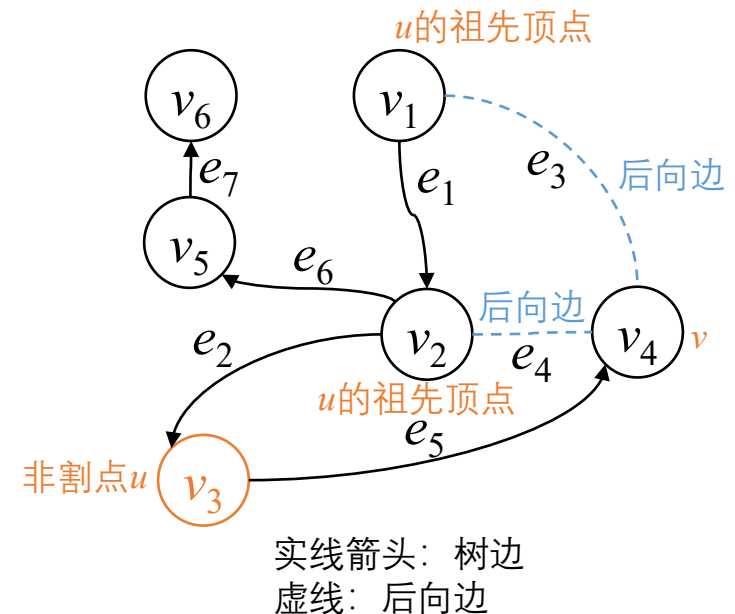 u的祖先顶点
v6
v1
e7
e1
e3
后向边
v5
e6
后向边
v2
e4
v4
v
e2
u的祖先顶点
e5
非割点u
v3
实线箭头：树边
虚线：后向边